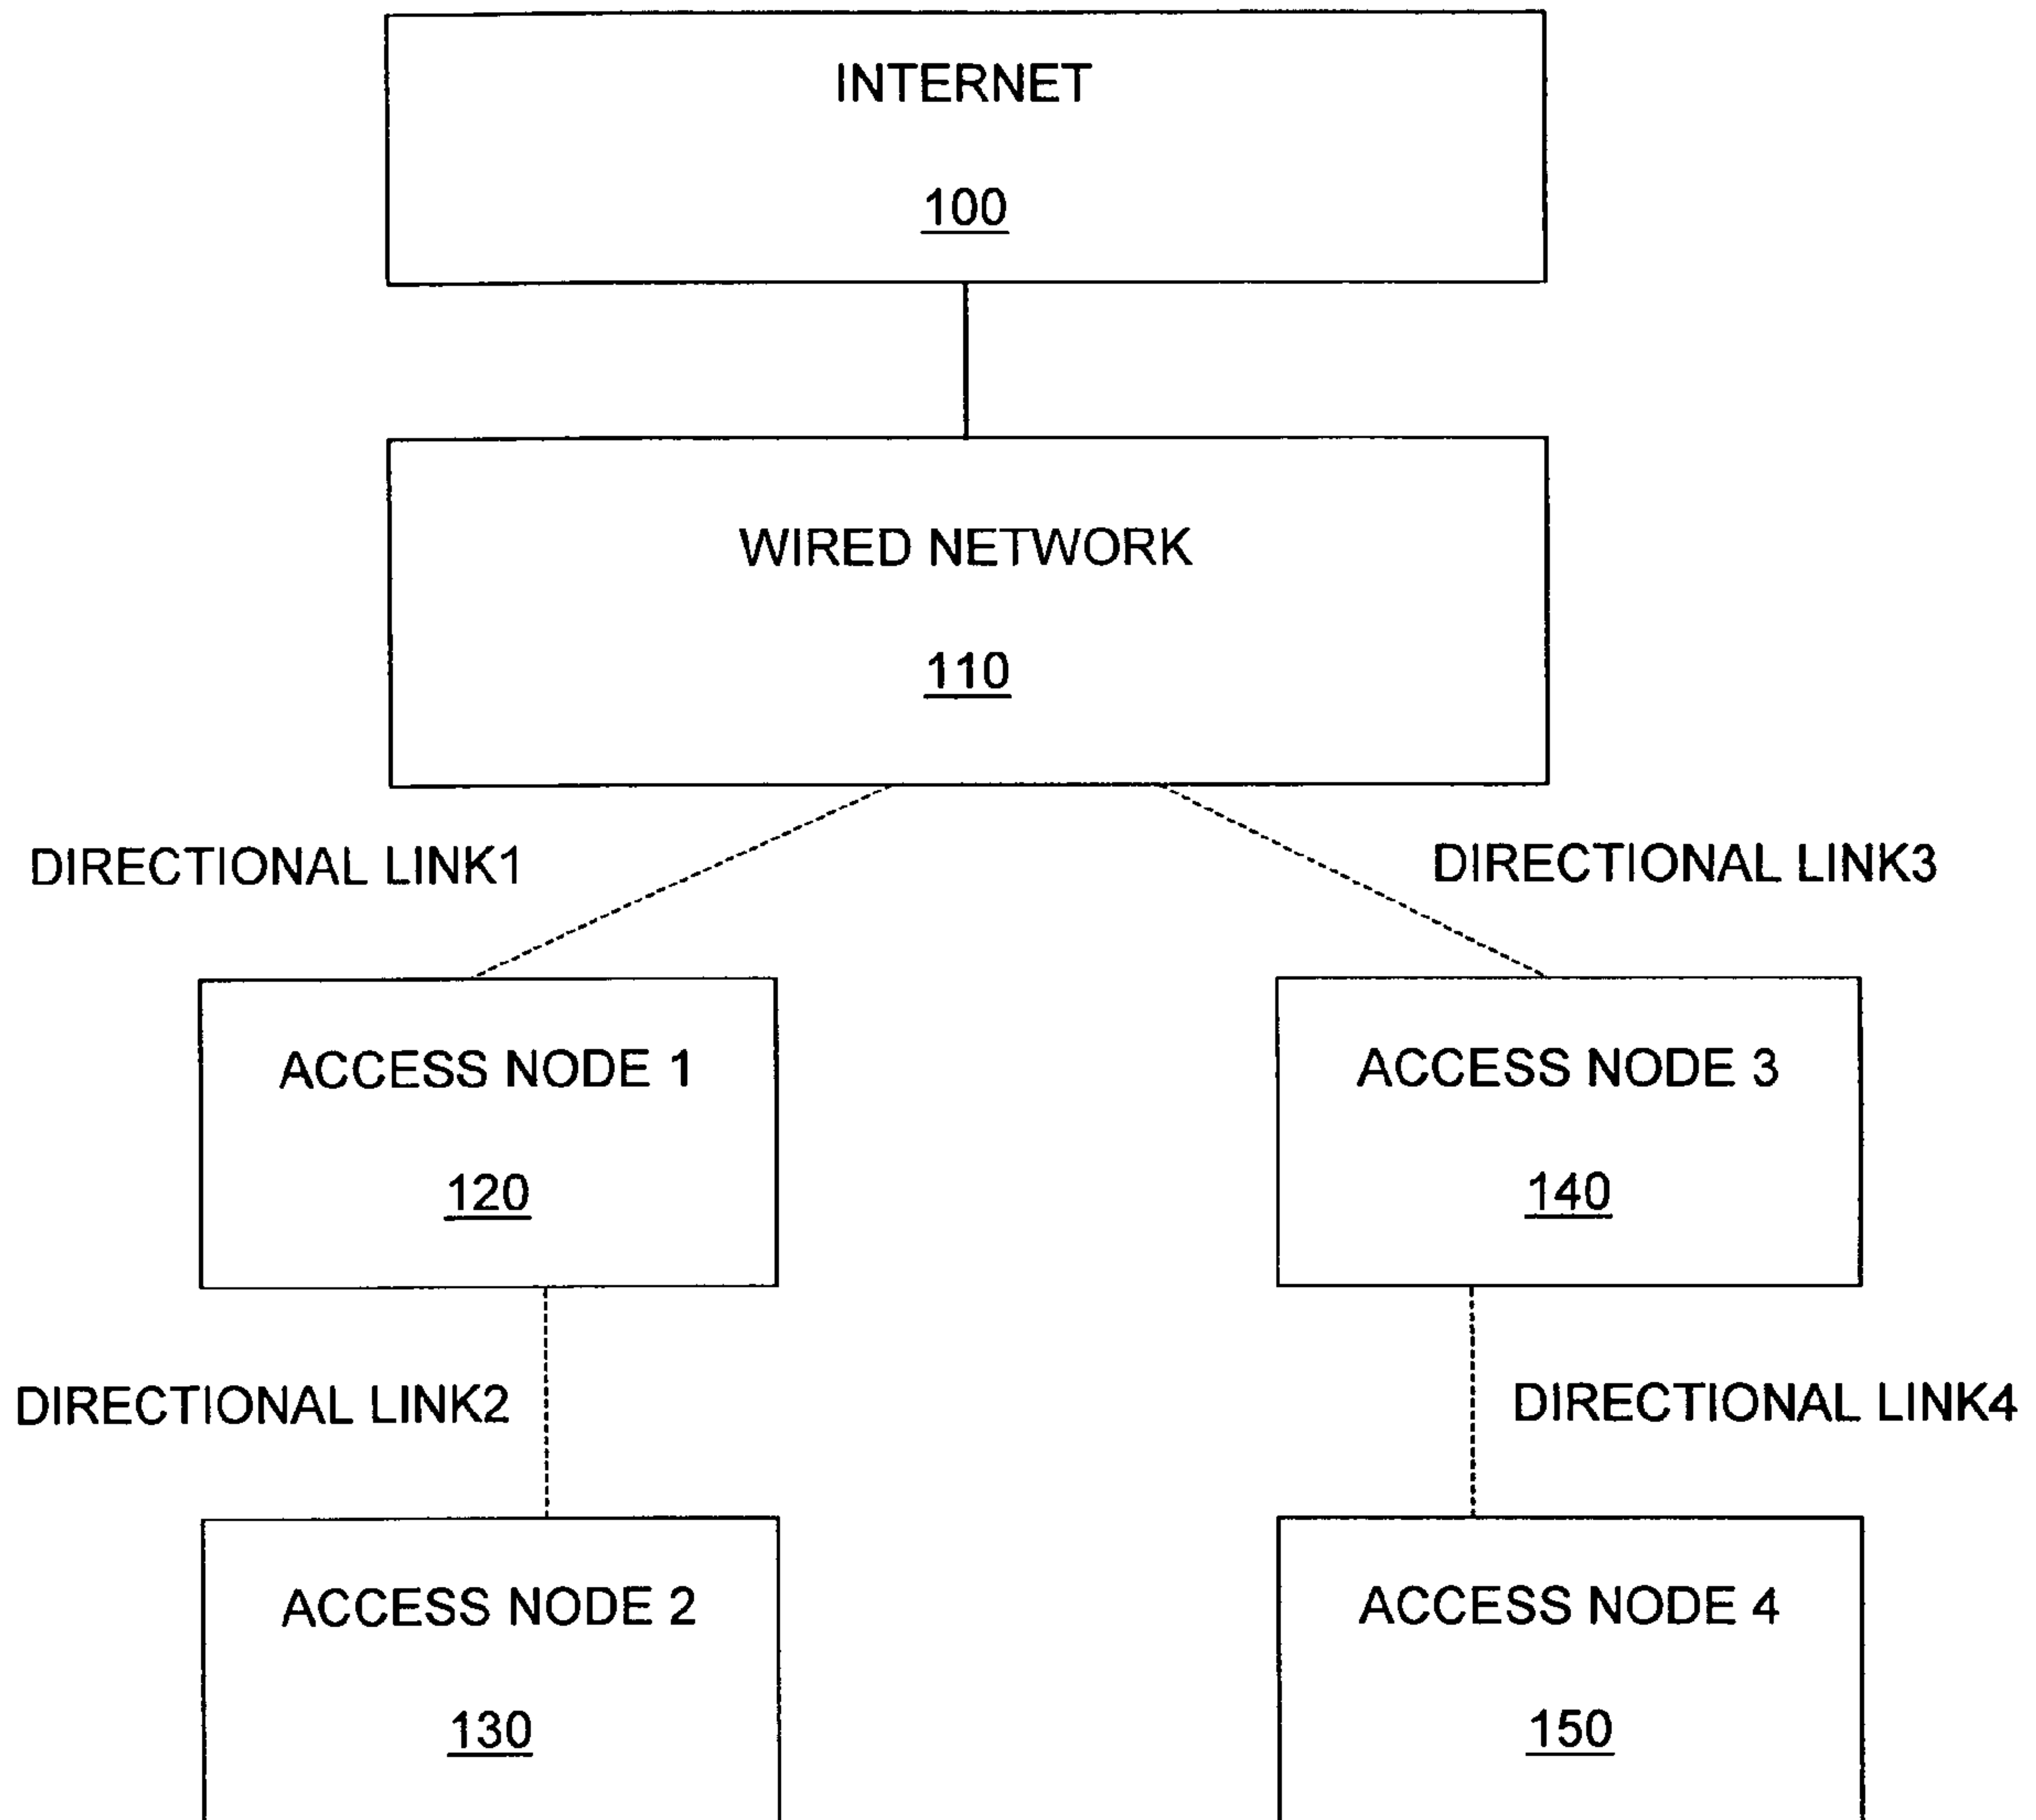 INTERNET
100
WIRED NETWORK
110
DIRECTIONAL LINK1
DIRECTIONAL LINK3
ACCESS NODE 1
120
ACCESS NODE 3
140
DIRECTIONAL LINK2
DIRECTIONAL LINK4
ACCESS NODE 2
130
ACCESS NODE 4
150